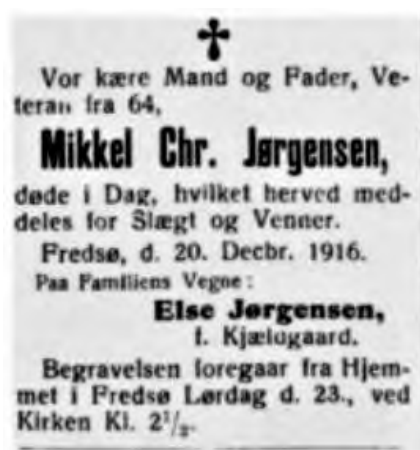 Vor kære Mand og Fader, Ve-
teran fra 64,
Mikkel Chr. Jørgensen,
døde i Dag, hvilket herved med-
deles for Slægt og Venner.
Fredsø, d. 20. Decbr. 1916.
Paa Familiens Vegne:
Else Jørgensen,
f. Kjælogaard.
Begravelsen foregaar fra Hjem-
met i Fredsø Lørdag d. 23., ved
Kirken Kl. 2¹/₂.